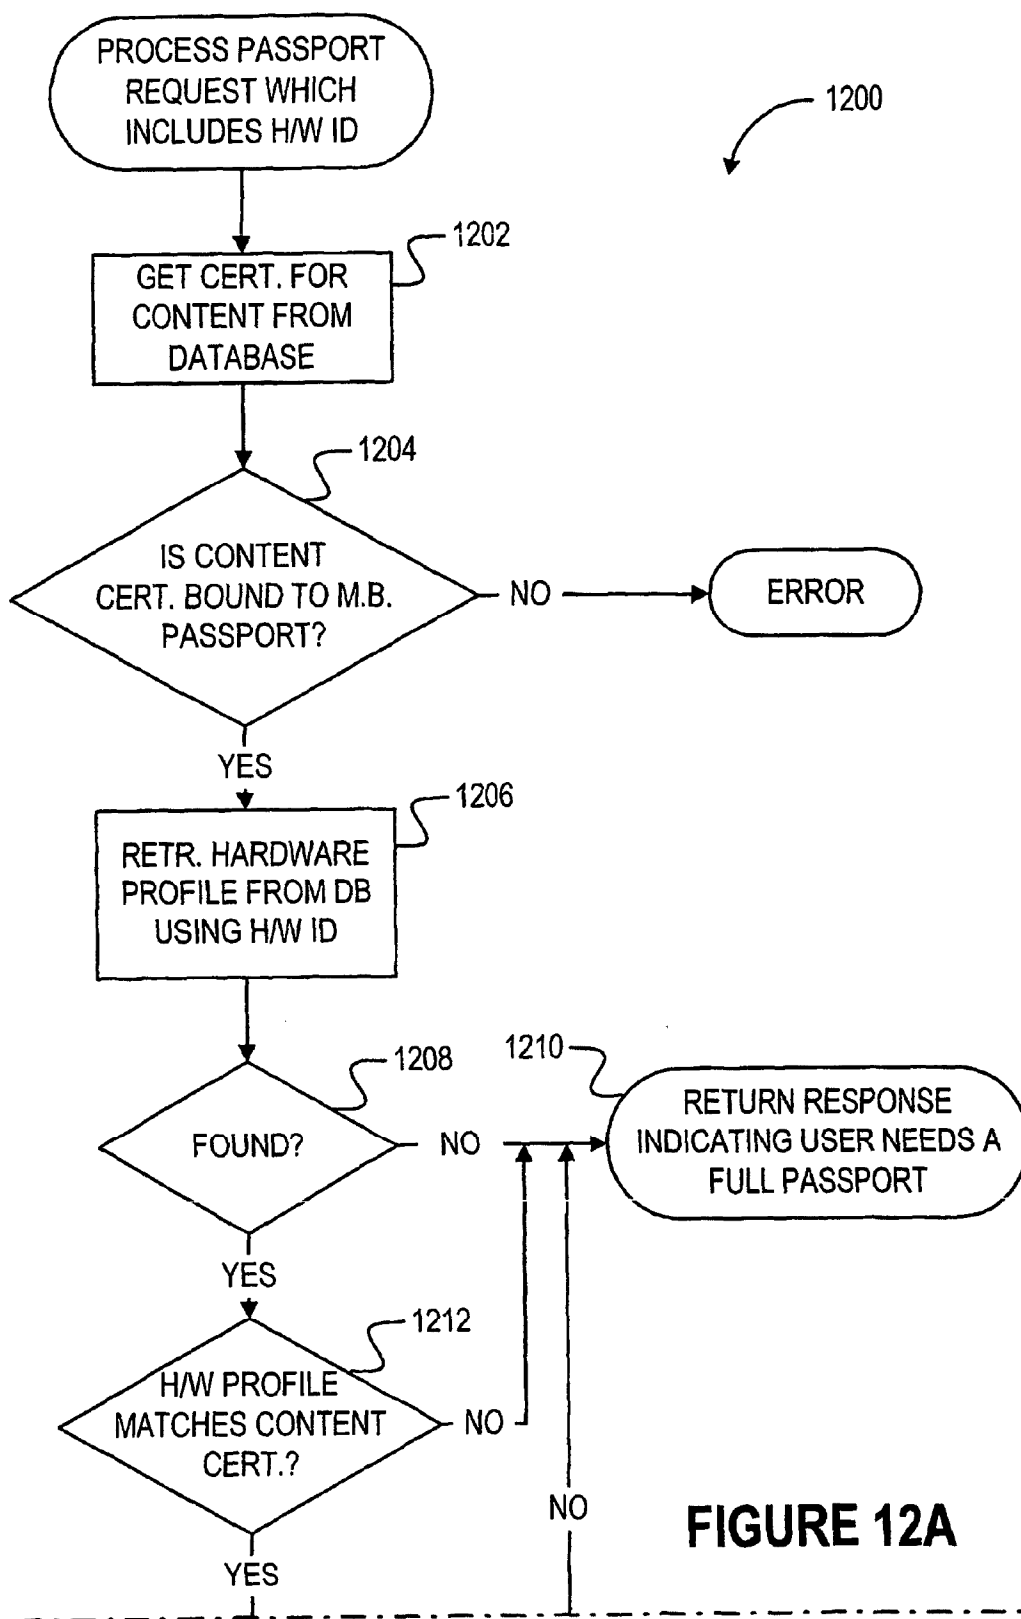 PROCESS PASSPORT
REQUEST WHICH
INCLUDES H/W ID
1200
1202
GET CERT. FOR
CONTENT FROM
DATABASE
1204
IS CONTENT
CERT. BOUND TO M.B.
PASSPORT?
NO
ERROR
YES
1206
RETR. HARDWARE
PROFILE FROM DB
USING H/W ID
1208
FOUND?
NO
1210
RETURN RESPONSE
INDICATING USER NEEDS A
FULL PASSPORT
YES
1212
H/W PROFILE
MATCHES CONTENT
CERT.?
NO
NO
FIGURE 12A
YES